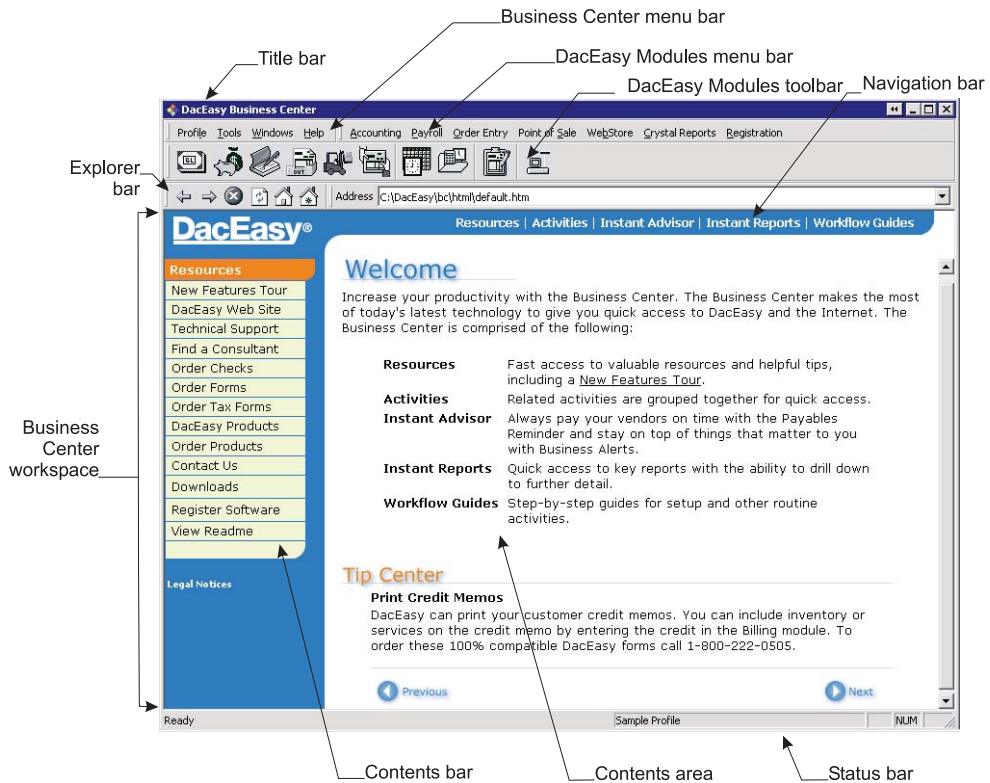 Business Center menu bar
Title bar
DacEasy Modules menu bar
DacEasy Modules toolbar
Navigation bar
DacEasy Business Center
Profile Tools Windows Help Accounting Payroll Order Entry Point of Sale WebStore Crystal Reports Registration
GL
OUT
Explorer
bar
Address C:\DacEasy\bc\html\default.htm
DacEasy®
Resources | Activities | Instant Advisor | Instant Reports | Workflow Guides
Resources
New Features Tour
DacEasy Web Site
Technical Support
Find a Consultant
Order Checks
Order Forms
Order Tax Forms
DacEasy Products
Order Products
Contact Us
Downloads
Register Software
View Readme
Legal Notices
Business
Center
workspace
Welcome
Increase your productivity with the Business Center. The Business Center makes the most
of today's latest technology to give you quick access to DacEasy and the Internet. The
Business Center is comprised of the following:
Resources Fast access to valuable resources and helpful tips,
including a New Features Tour.
Activities Related activities are grouped together for quick access.
Instant Advisor Always pay your vendors on time with the Payables
Reminder and stay on top of things that matter to you
with Business Alerts.
Instant Reports Quick access to key reports with the ability to drill down
to further detail.
Workflow Guides Step-by-step guides for setup and other routine
activities.
Tip Center
Print Credit Memos
DacEasy can print your customer credit memos. You can include inventory or
services on the credit memo by entering the credit in the Billing module. To
order these 100% compatible DacEasy forms call 1-800-222-0505.
Previous Next
Ready Sample Profile NUM
Contents bar
Contents area
Status bar